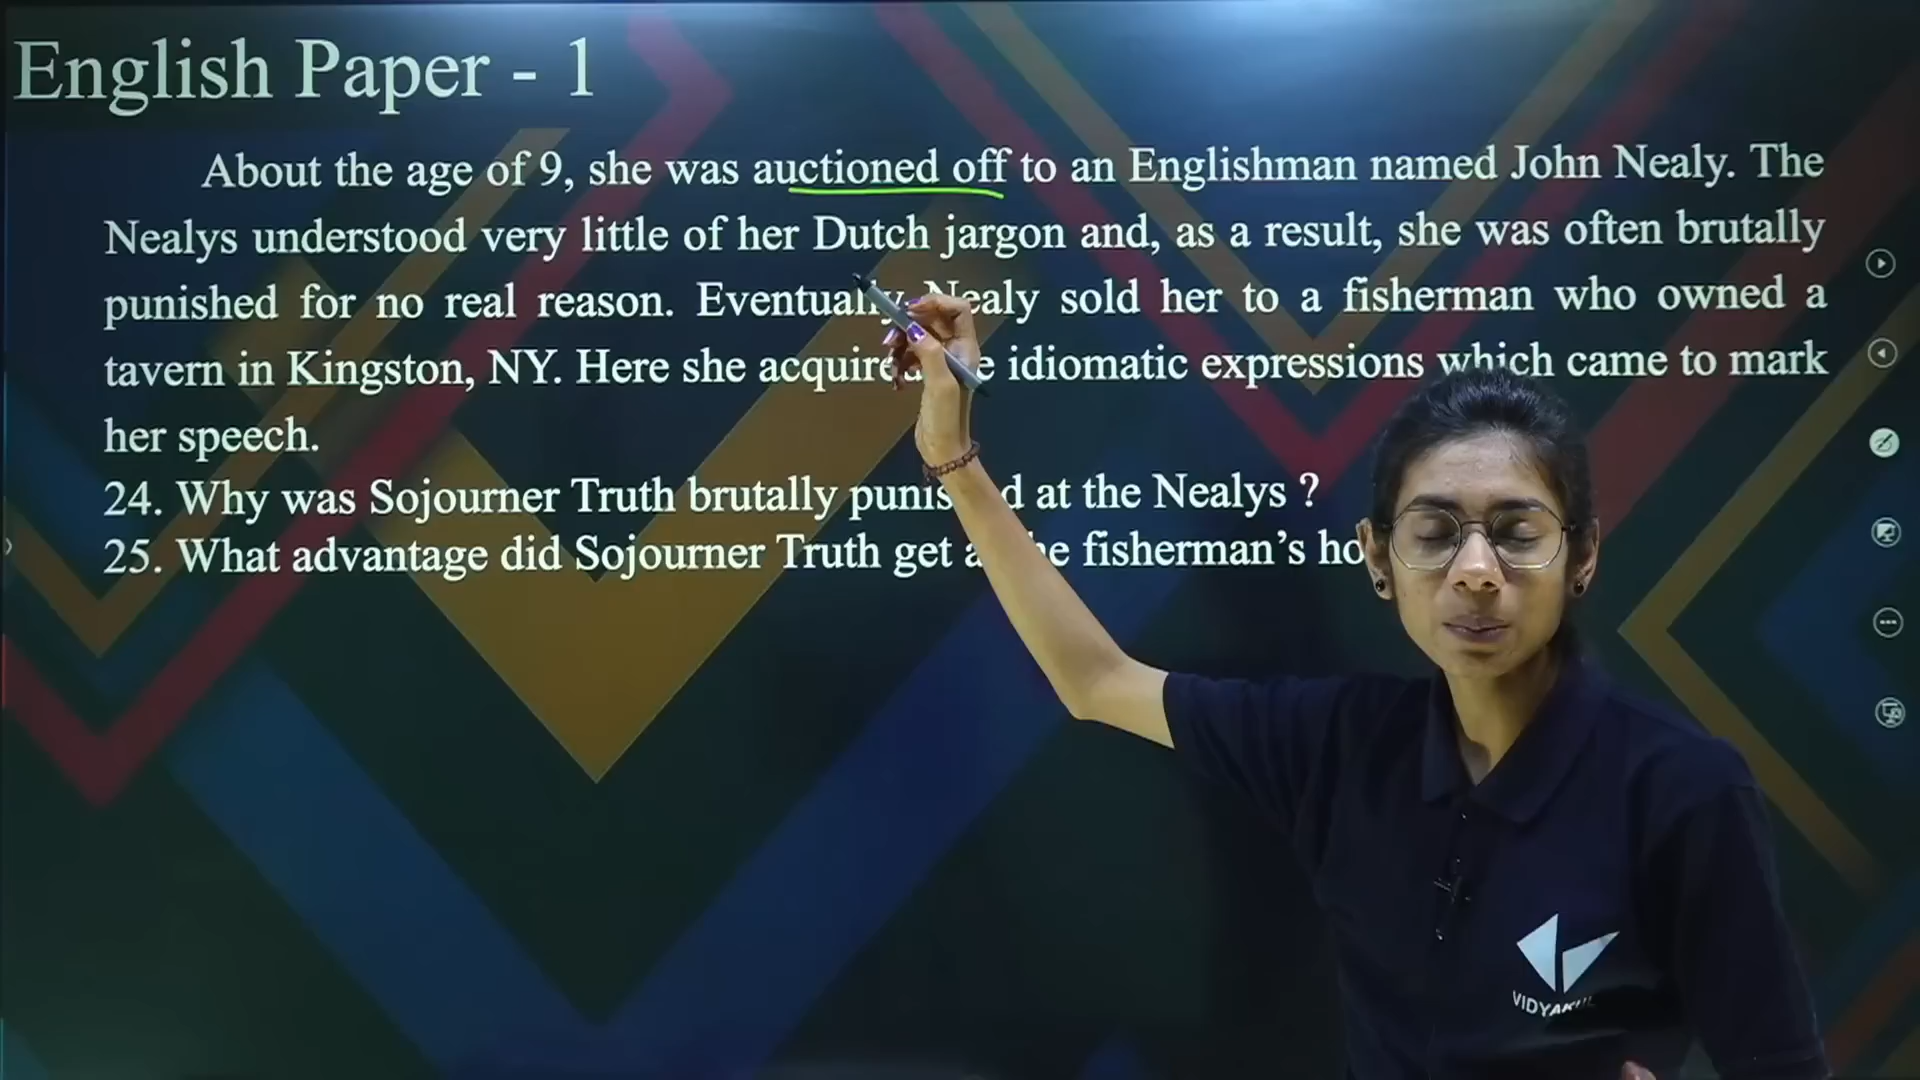 English Paper - 1
About the age of 9, she was auctioned off to an Englishman named John Nealy. The
Nealys understood very little of her Dutch jargon and, as a result, she was often brutally
punished for no real reason. Eventually Nealy sold her to a fisherman who owned a
tavern in Kingston, NY. Here she acquired idiomatic expressions which came to mark
her speech.
24. Why was Sojourner Truth brutally punished at the Nealys ?
25. What advantage did Sojourner Truth get fisherman's
VIDYAKUL